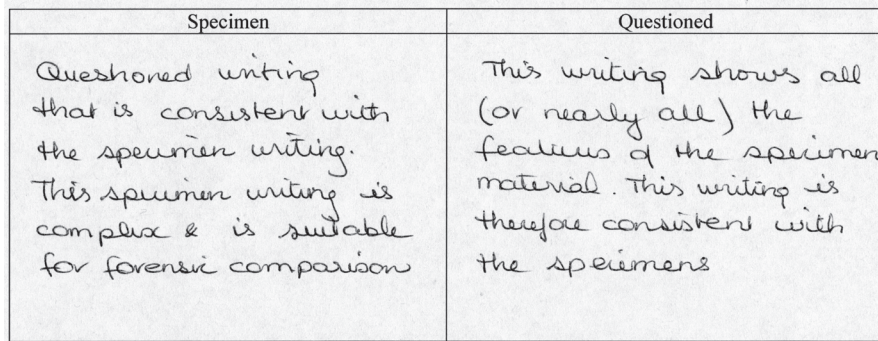 Specimen
Questioned writing
that is consistent with
the specimen writing.
This specimen writing is
complex & is suitable
for forensic comparison
Questioned
This writing shows all
(or nearly all) the
features of the specimen
material. This writing is
therefore consistent with
the specimens